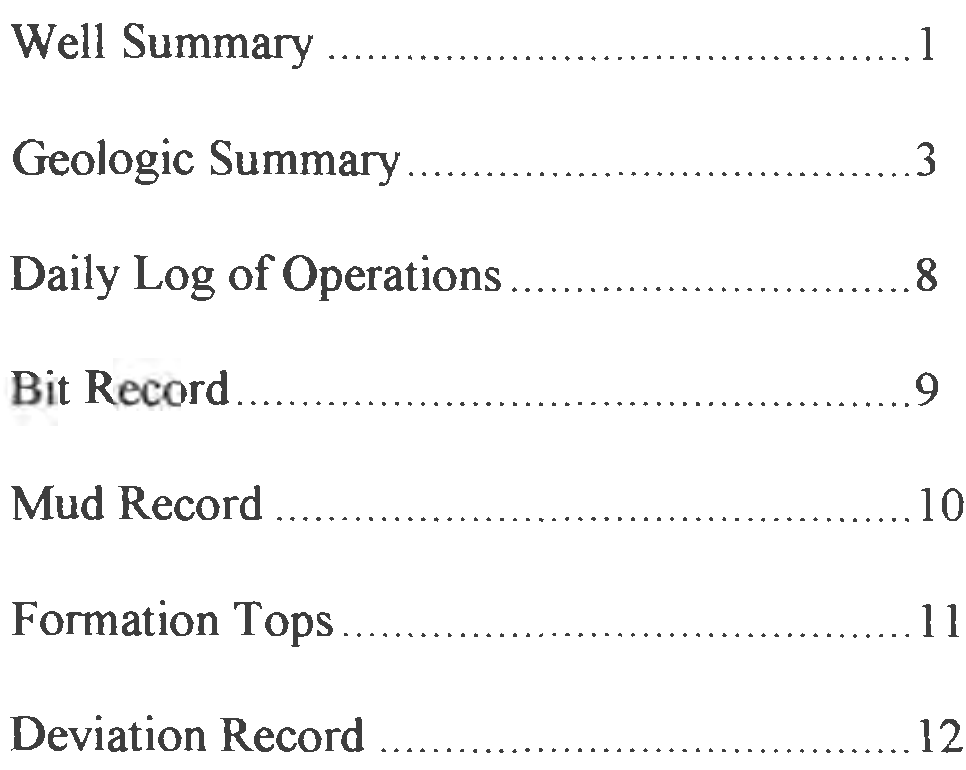 Well Summary .................................................. 1
Geologic Summary .......................................... 3
Daily Log of Operations .................................. 8
Bit Record ........................................................ 9
Mud Record ...................................................... 10
Formation Tops ................................................ 11
Deviation Record ............................................. 12